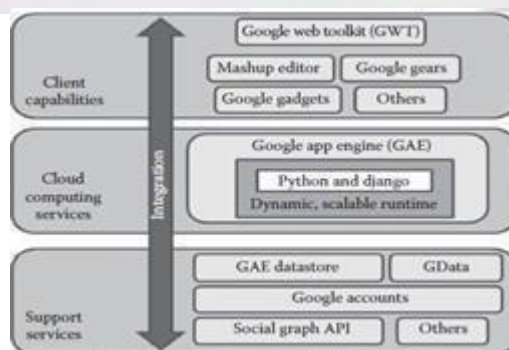 Google web toolkit (GWT)
Mashup editor
Google gears
Client
capabilities
Google gadgets
Others
Google app engine (GAE)
Cloud
computing
services
Python and django
Dynamic, scalable runtime
Integration
GAE datastore
GData
Google accounts
Support
services
Social graph API
Others